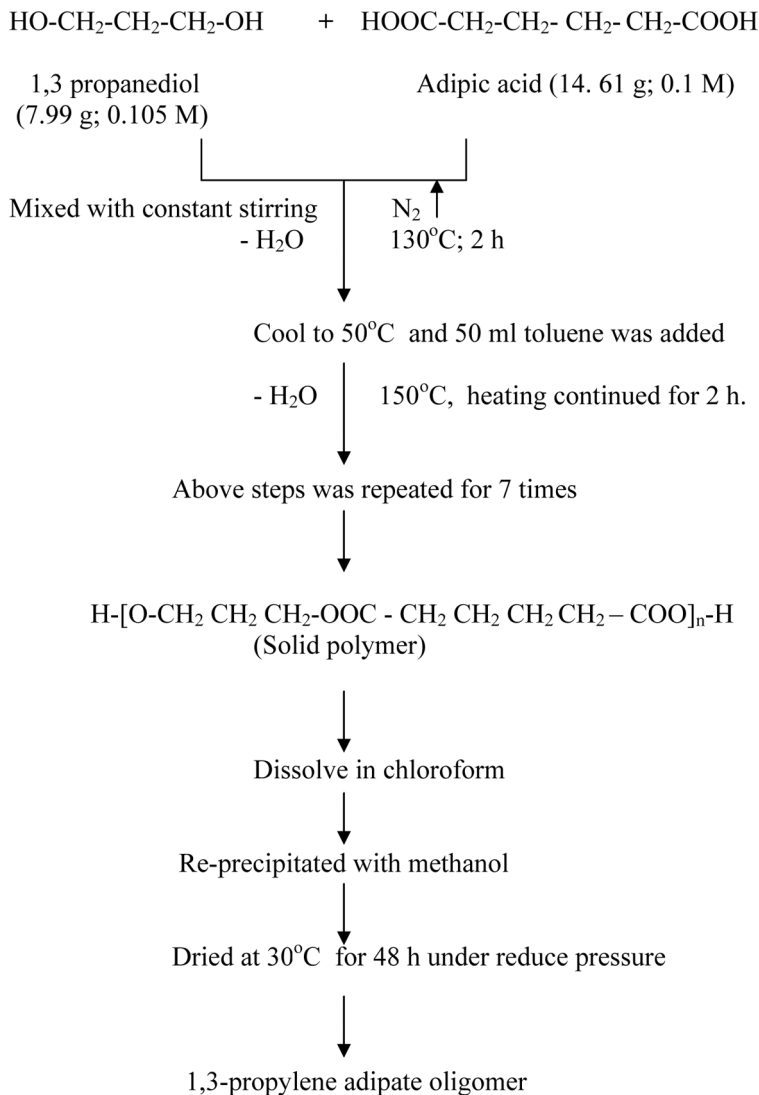 HO-CH₂-CH₂-CH₂-OH + HOOC-CH₂-CH₂- CH₂- CH₂-COOH
1,3 propanediol Adipic acid (14. 61 g; 0.1 M)
(7.99 g; 0.105 M)
Mixed with constant stirring N₂
- H₂O 130°C; 2 h
Cool to 50°C and 50 ml toluene was added
- H₂O 150°C, heating continued for 2 h.
Above steps was repeated for 7 times
H-[O-CH₂ CH₂ CH₂-OOC - CH₂ CH₂ CH₂ CH₂ – COO]ₙ-H
(Solid polymer)
Dissolve in chloroform
Re-precipitated with methanol
Dried at 30°C for 48 h under reduce pressure
1,3-propylene adipate oligomer